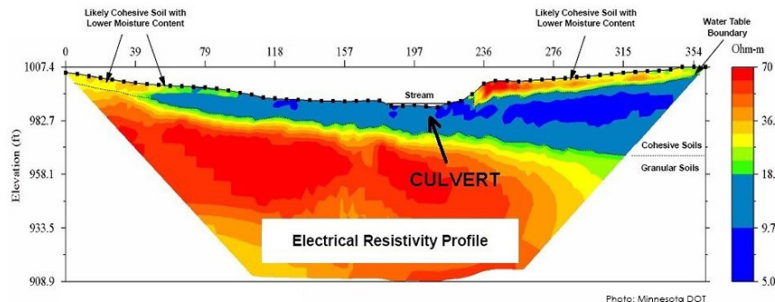 Likely Cohesive Soil with
Lower Moisture Content
Likely Cohesive Soil with
Lower Moisture Content
Water Table
Boundary
0 39 79 118 157 197 236 276 315 354
Ohm-m
1007.4
982.7
958.1
933.5
908.9
Elevation (ft)
Stream
CULVERT
Cohesive Soils
Granular Soils
Electrical Resistivity Profile
70
36.
18.
9.7
5.0
Photo: Minnesota DOT